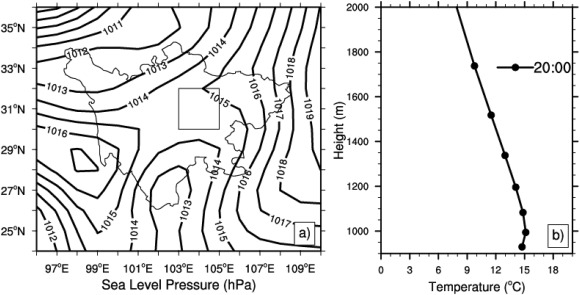 35°N
33°N
31°N
29°N
27°N
25°N
97°E
99°E
101°E
103°E
105°E
107°E
109°E
Sea Level Pressure (hPa)
1011
1012
1013
1014
1018
1013
1014
1015
1016
1017
1019
1016
1014
1016
1018
1015
1014
1013
1012
1017
a)
2000
1800
1600
1400
1200
1000
Height (m)
0
3
6
9
12
15
18
Temperature (°C)
20:00
b)